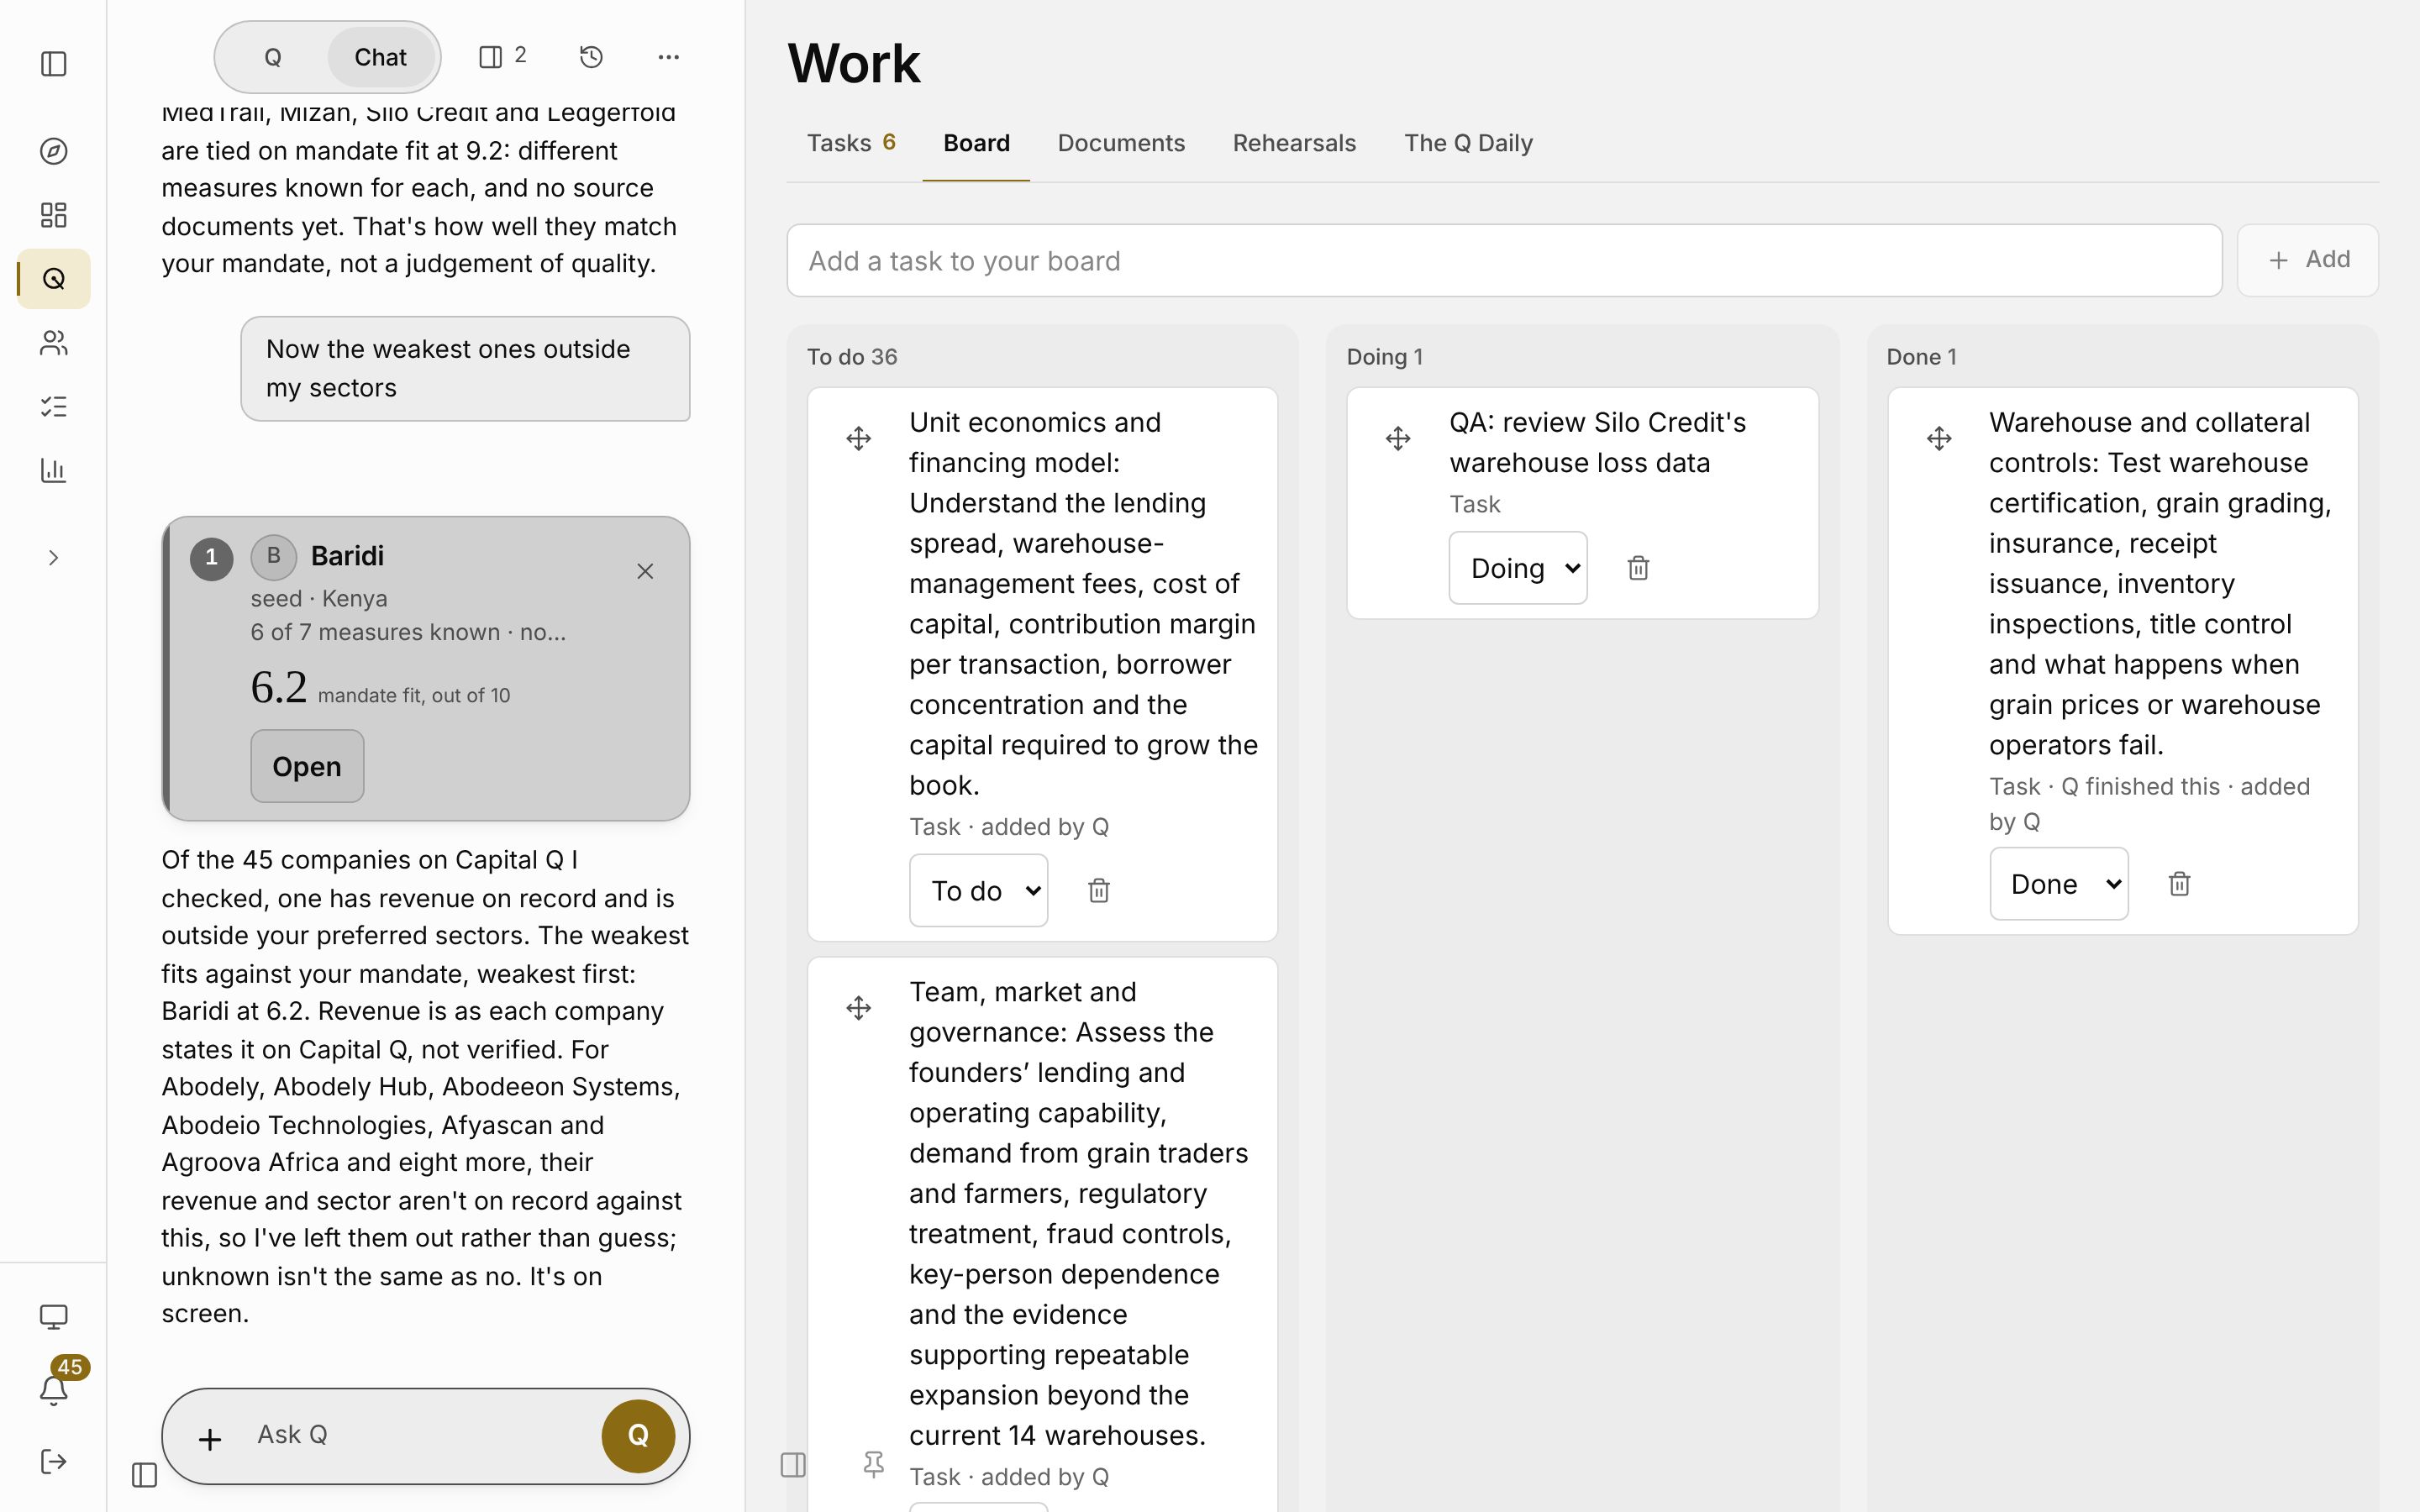 Q
Chat
2
MedTrail, Mizan, Silo Credit and Ledgerfold
are tied on mandate fit at 9.2: different
measures known for each, and no source
documents yet. That's how well they match
your mandate, not a judgement of quality.
Now the weakest ones outside
my sectors
1
B
Baridi
seed · Kenya
6 of 7 measures known · no...
6.2 mandate fit, out of 10
Open
Of the 45 companies on Capital Q I
checked, one has revenue on record and is
outside your preferred sectors. The weakest
fits against your mandate, weakest first:
Baridi at 6.2. Revenue is as each company
states it on Capital Q, not verified. For
Abodely, Abodely Hub, Abodeeon Systems,
Abodeio Technologies, Afyascan and
Agroova Africa and eight more, their
revenue and sector aren't on record against
this, so I've left them out rather than guess;
unknown isn't the same as no. It's on
screen.
45
Ask Q
Q
Work
Tasks 6
Board
Documents
Rehearsals
The Q Daily
Add a task to your board
+ Add
To do 36
Unit economics and
financing model:
Understand the lending
spread, warehouse-
management fees, cost of
capital, contribution margin
per transaction, borrower
concentration and the
capital required to grow the
book.
Task · added by Q
To do
Team, market and
governance: Assess the
founders’ lending and
operating capability,
demand from grain traders
and farmers, regulatory
treatment, fraud controls,
key-person dependence
and the evidence
supporting repeatable
expansion beyond the
current 14 warehouses.
Task · added by Q
Doing 1
QA: review Silo Credit's
warehouse loss data
Task
Doing
Done 1
Warehouse and collateral
controls: Test warehouse
certification, grain grading,
insurance, receipt
issuance, inventory
inspections, title control
and what happens when
grain prices or warehouse
operators fail.
Task · Q finished this · added
by Q
Done